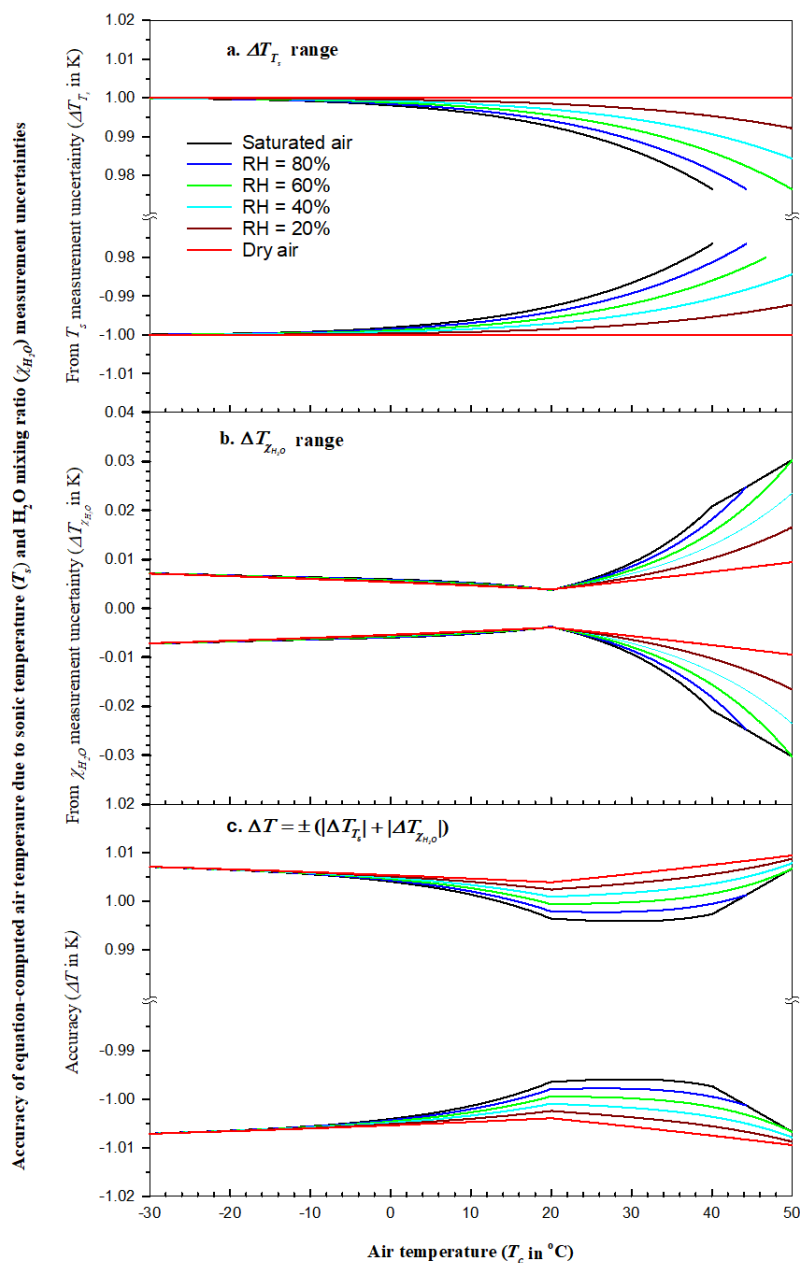 Accuracy of equation-computed air temperaure due to sonic temperature (Ts) and H2O mixing ratio (χH2O) measurement uncertainties
From Ts measurement uncertainty (ΔTTs in K)
1.02
1.01
1.00
0.99
0.98
0.98
-0.99
-1.00
-1.01
0.04
a. ΔTTs range
Saturated air
RH = 80%
RH = 60%
RH = 40%
RH = 20%
Dry air
From χH2O measurement uncertainty (ΔTχH2O in K)
0.03
0.02
0.01
0.00
-0.01
-0.02
-0.03
1.02
b. ΔTχH2O range
Accuracy (ΔT in K)
1.01
1.00
0.99
-0.99
-1.00
-1.01
-1.02
c. ΔT = ± (|ΔTTs| + |ΔTχH2O|)
-30 -20 -10 0 10 20 30 40 50
Air temperature (Tc in °C)